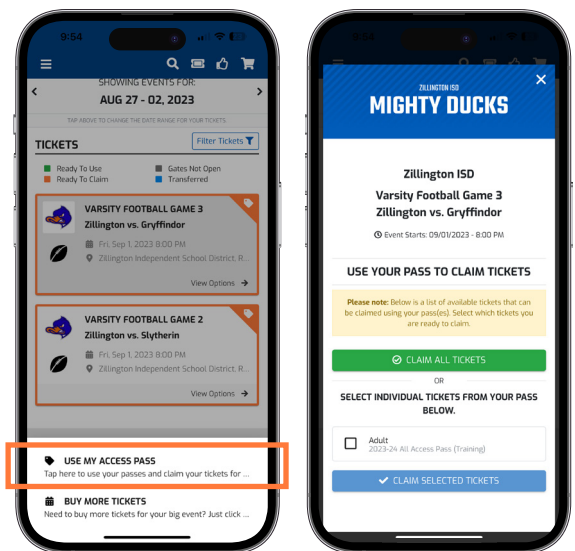 9:54
SHOWING EVENTS FOR:
AUG 27 - 02, 2023
TAP ABOVE TO CHANGE THE DATE RANGE FOR YOUR TICKETS.
TICKETS
Filter Tickets
Ready To Use
Gates Not Open
Ready To Claim
Transferred
VARSITY FOOTBALL GAME 3
Zillington vs. Gryffindor
Fri, Sep 1, 2023 8:00 PM
Zillington Independent School District, R...
View Options
VARSITY FOOTBALL GAME 2
Zillington vs. Slytherin
Fri, Sep 1, 2023 8:00 PM
Zillington Independent School District, R...
View Options
USE MY ACCESS PASS
Tap here to use your passes and claim your tickets for ...
BUY MORE TICKETS
Need to buy more tickets for your big event? Just click ...
9:54
ZILLINGTON ISD
MIGHTY DUCKS
Zillington ISD
Varsity Football Game 3
Zillington vs. Gryffindor
Event Starts: 09/01/2023 - 8:00 PM
USE YOUR PASS TO CLAIM TICKETS
Please note: Below is a list of available tickets that can
be claimed using your pass(es). Select which tickets you
are ready to claim.
CLAIM ALL TICKETS
OR
SELECT INDIVIDUAL TICKETS FROM YOUR PASS
BELOW.
Adult
2023-24 All Access Pass (Training)
CLAIM SELECTED TICKETS